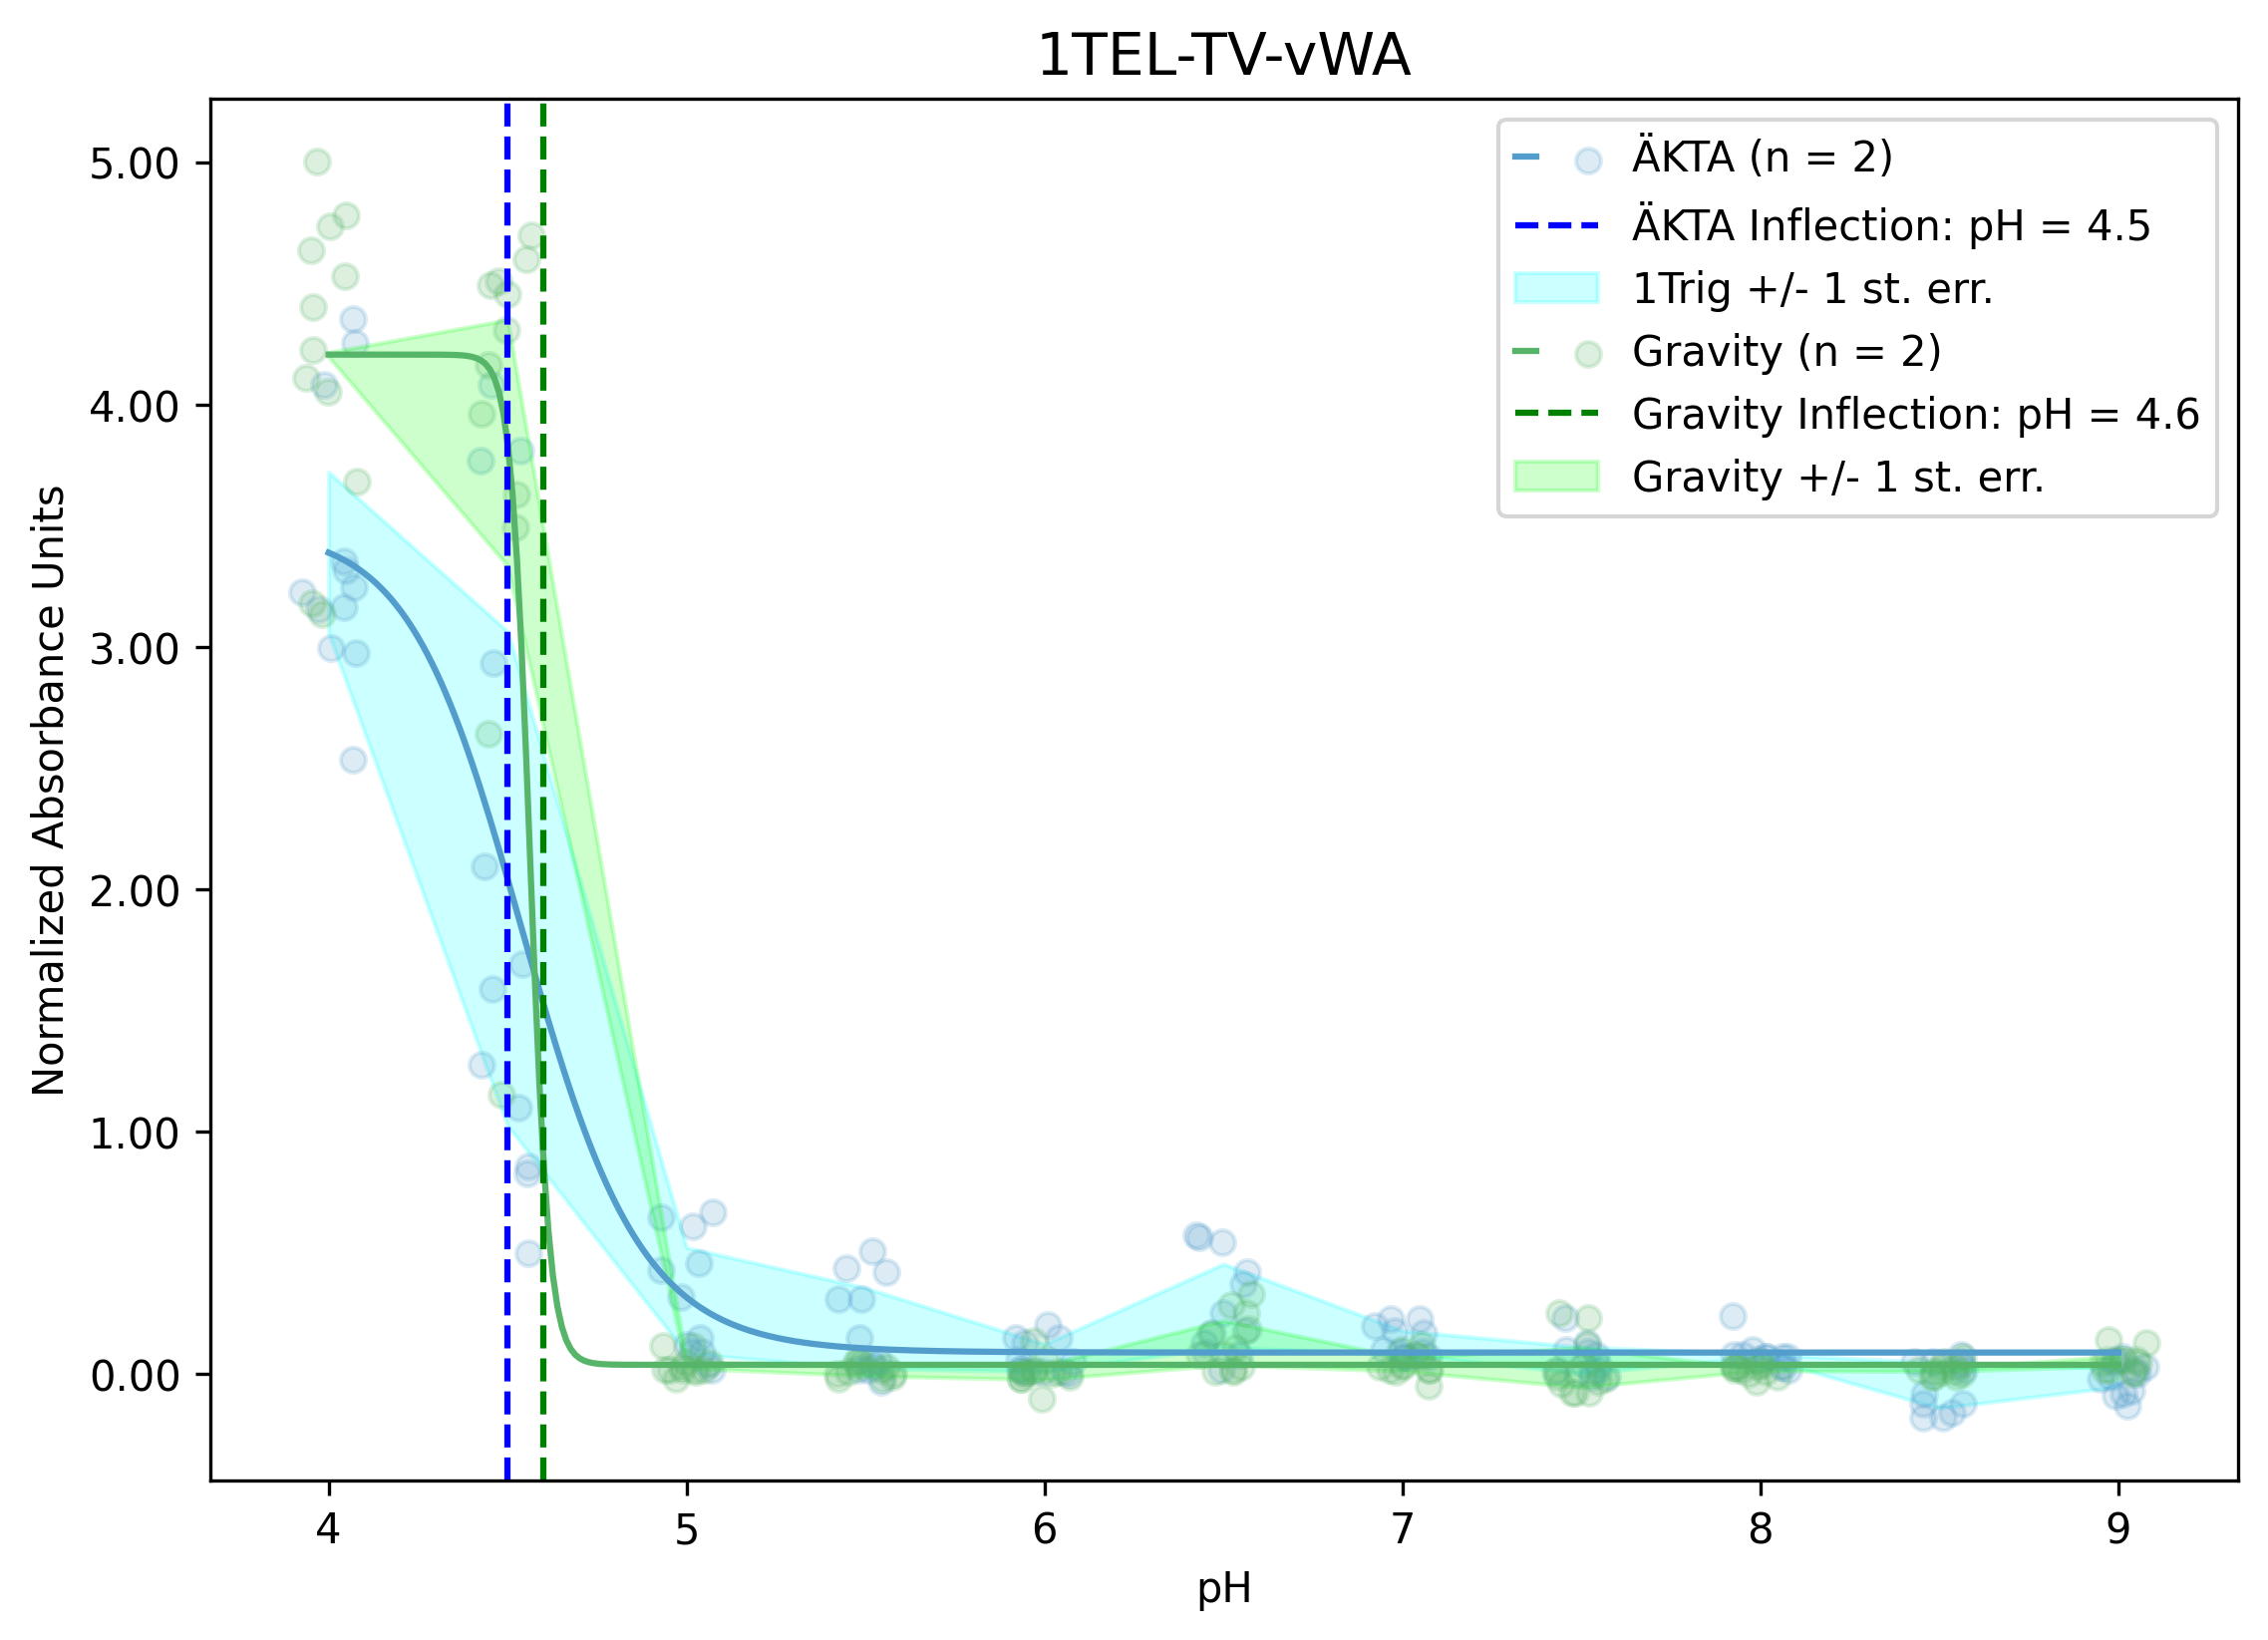 1TEL-TV-vWA
Normalized Absorbance Units
5.00
4.00
3.00
2.00
1.00
0.00
ÄKTA (n = 2)
ÄKTA Inflection: pH = 4.5
1Trig +/- 1 st. err.
Gravity (n = 2)
Gravity Inflection: pH = 4.6
Gravity +/- 1 st. err.
4 5 6 7 8 9
pH